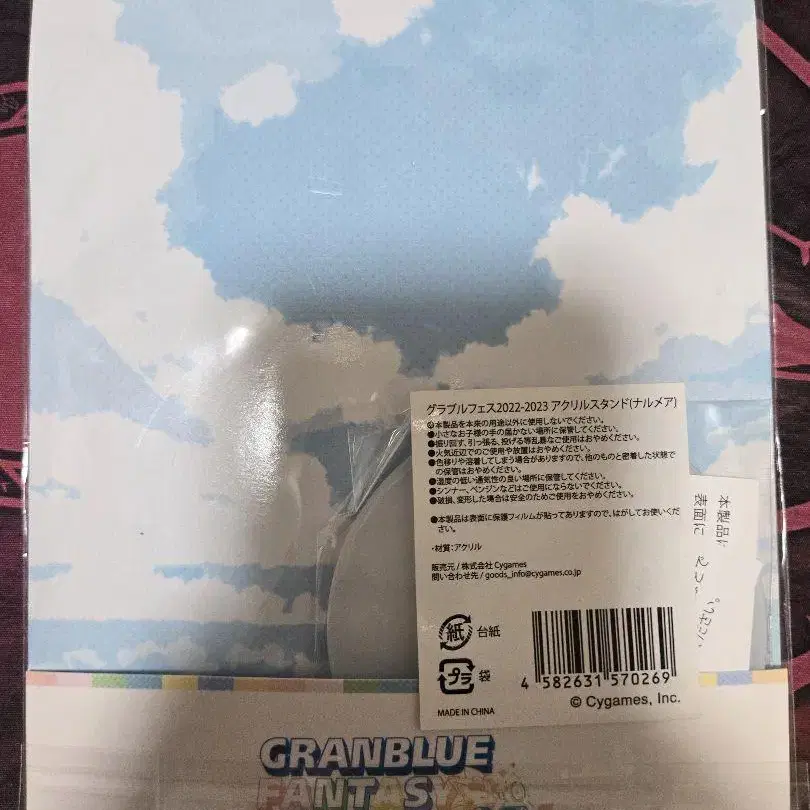 グラブルフェス2022-2023 アクリルスタンド(ナルメア)
●本製品を本来の用途以外に使用しないでください。
●小さなお子様の手の届かない場所に保管してください。
●振り回す、引っ張る、投げる等乱暴なご使用はおやめください。
●火気近辺でのご使用や放置はおやめください。
●色移りや溶着してしまう場合がありますので、他のものと密着した状態で
の保管はおやめください。
●湿度の低い通気性の良い場所に保管してください。
●シンナー、ベンジンなどはご使用にならないでください。
●破損、変形した場合は安全のためご使用をおやめください。
●本製品は表面に保護フィルムが貼ってありますので、はがしてお使いくだ
さい。
・材質:アクリル
販売元/株式会社 Cygames
問い合わせ先/goods_info@cygames.co.jp
紙 台紙
プラ 袋
MADE IN CHINA
4 582631 570269
© Cygames, Inc.
本製品に
表面に
GRANBLUE
FANTASY